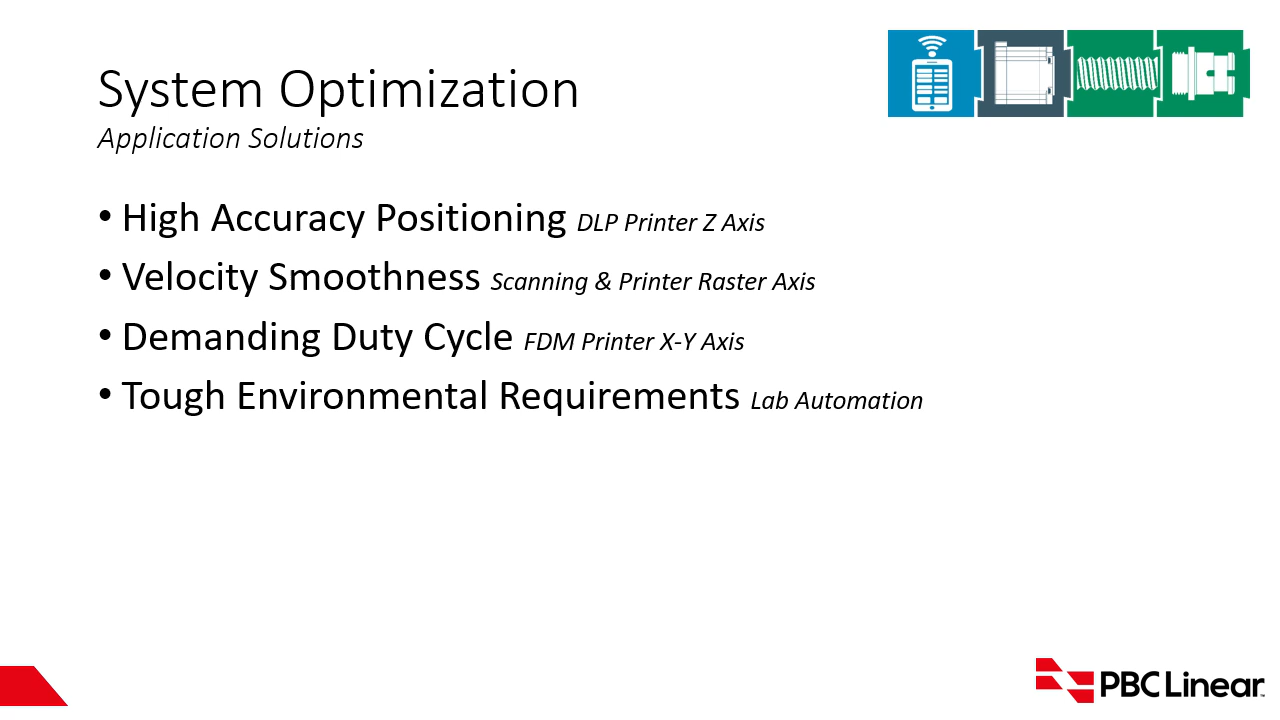 System Optimization
Application Solutions
• High Accuracy Positioning DLP Printer Z Axis
• Velocity Smoothness Scanning & Printer Raster Axis
• Demanding Duty Cycle FDM Printer X-Y Axis
• Tough Environmental Requirements Lab Automation
PBC Linear™